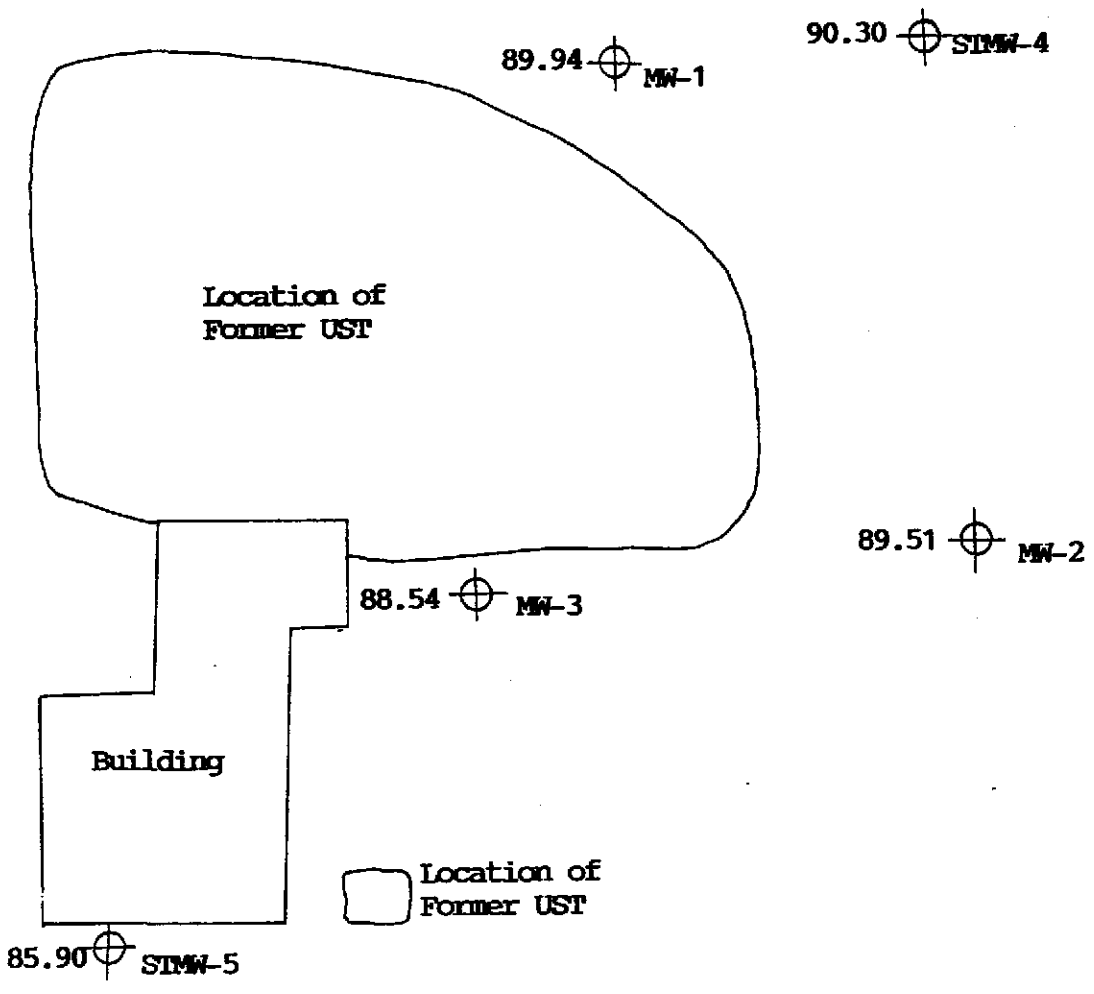 90.30 STMW-4
89.94 MW-1
Location of
Former UST
89.51 MW-2
88.54 MW-3
Building
Location of
Former UST
85.90 STMW-5